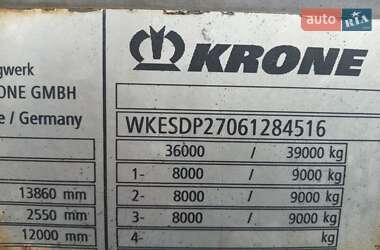 auto RIA.com
KRONE
gwerk
ONE GMBH
e / Germany
WKESDP27061284516
36000 / 39000 kg
1- 8000 / 9000 kg
2- 8000 / 9000 kg
3- 8000 / 9000 kg
4- kg
13860 mm
2550 mm
12000 mm